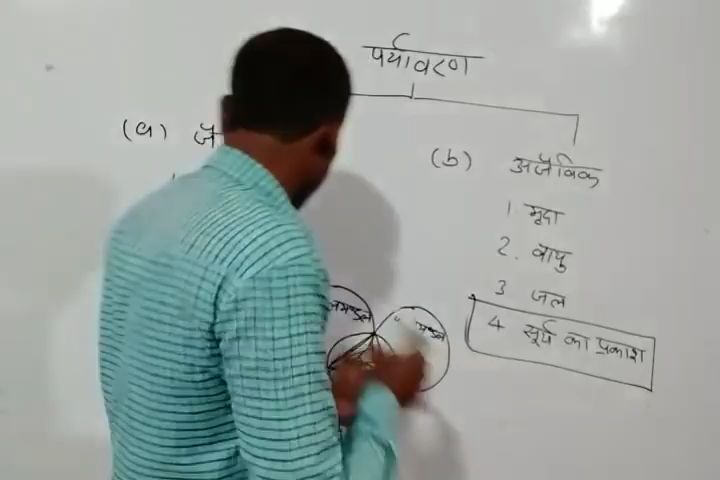 पर्यावरण
(a)
(b) अजैविक
1 मृदा
2. वायु
3 जल
4 सूर्य का प्रकाश